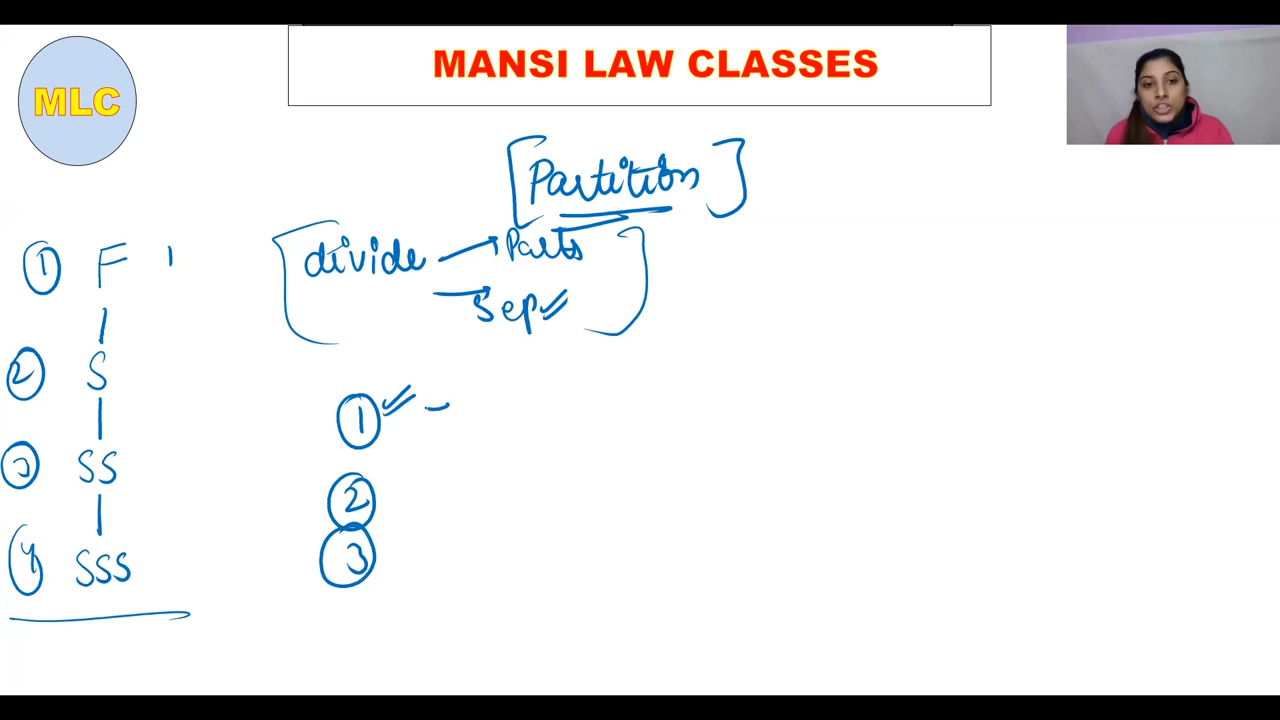 MANSI LAW CLASSES
MLC
[Partition]
[divide → Parts
→ Sep]
1 F
2 S
3 SS
4 SSS
1
2
3